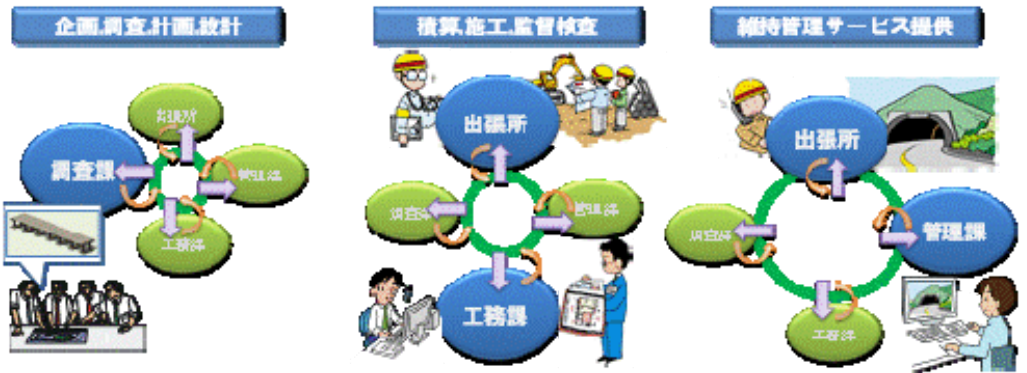 企画,調査,計画,設計
積算,施工,監督検査
維持管理サービス提供
出張所
調査課
管理課
工務課
出張所
調査課
管理課
工務課
出張所
調査課
管理課
工務課